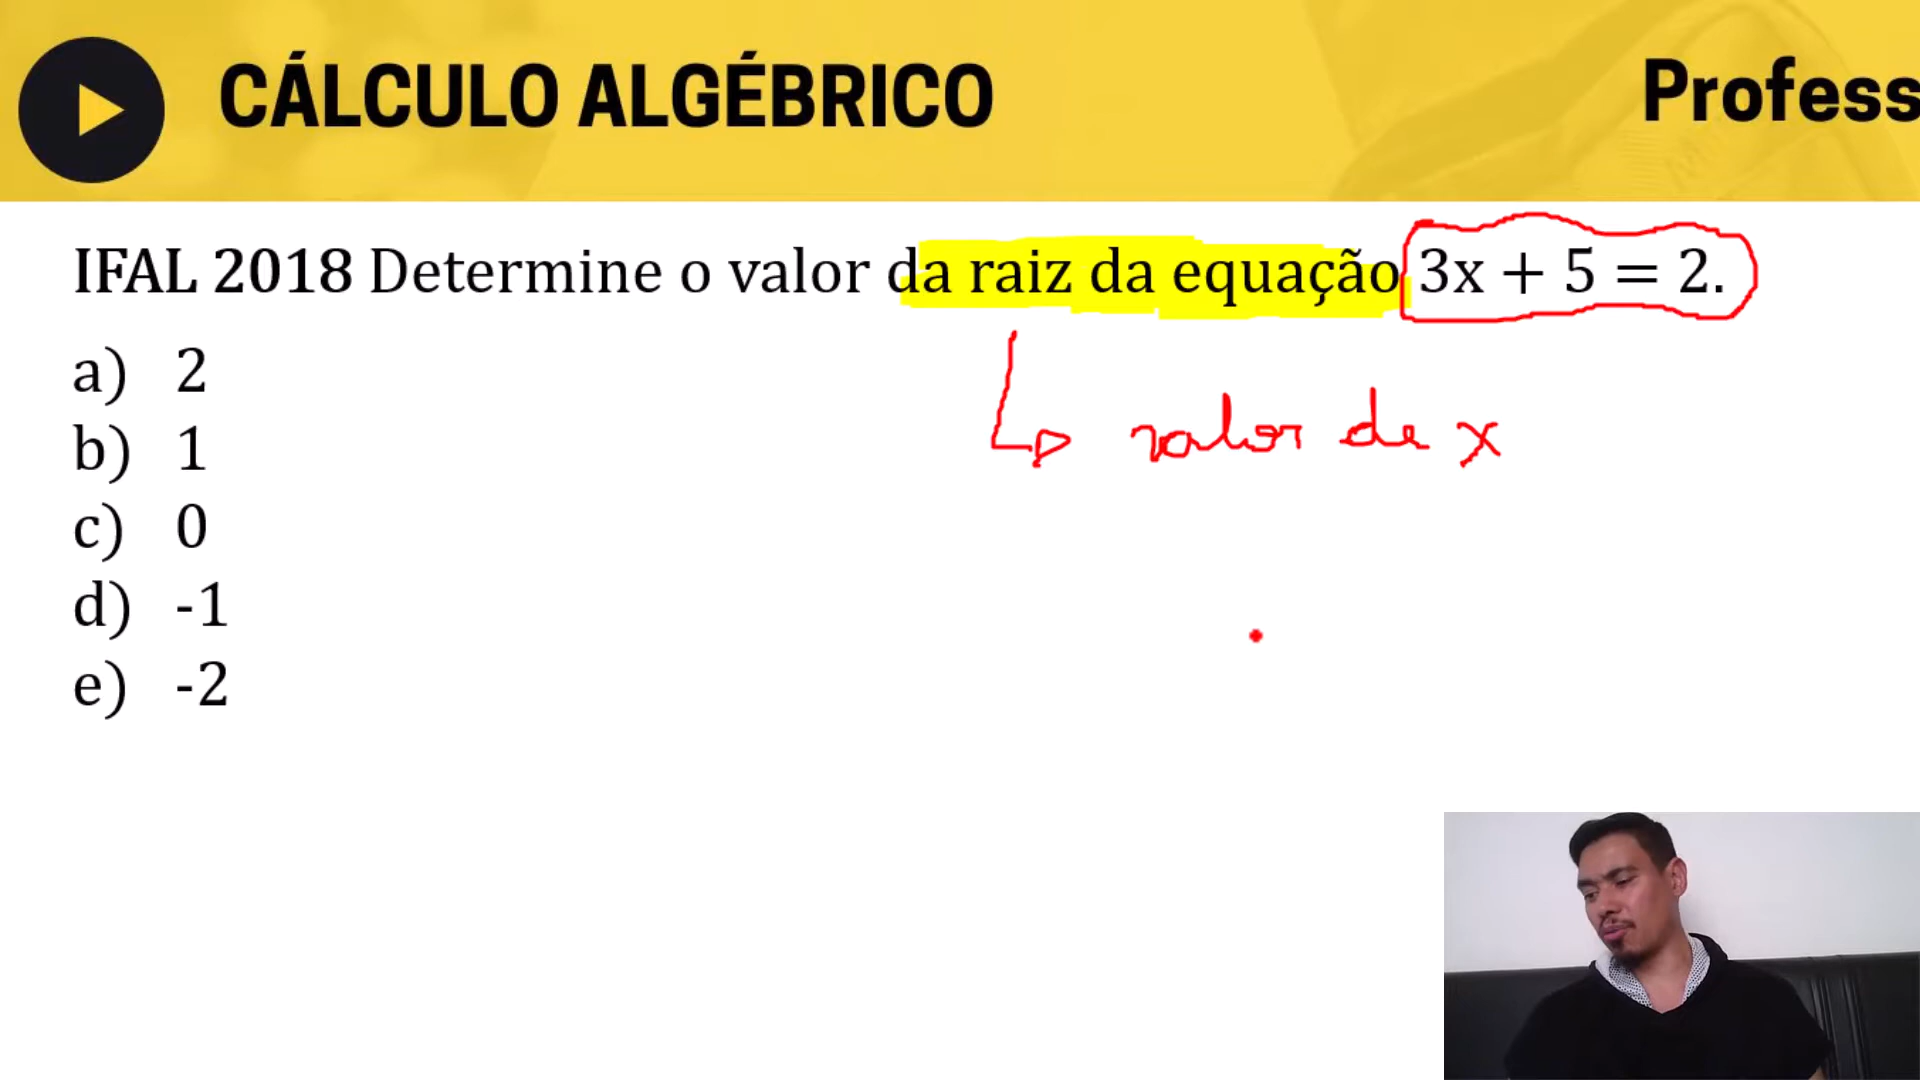 CÁLCULO ALGÉBRICO
Profess
IFAL 2018 Determine o valor da raiz da equação 3x + 5 = 2.
valor de x
a) 2
b) 1
c) 0
d) -1
e) -2